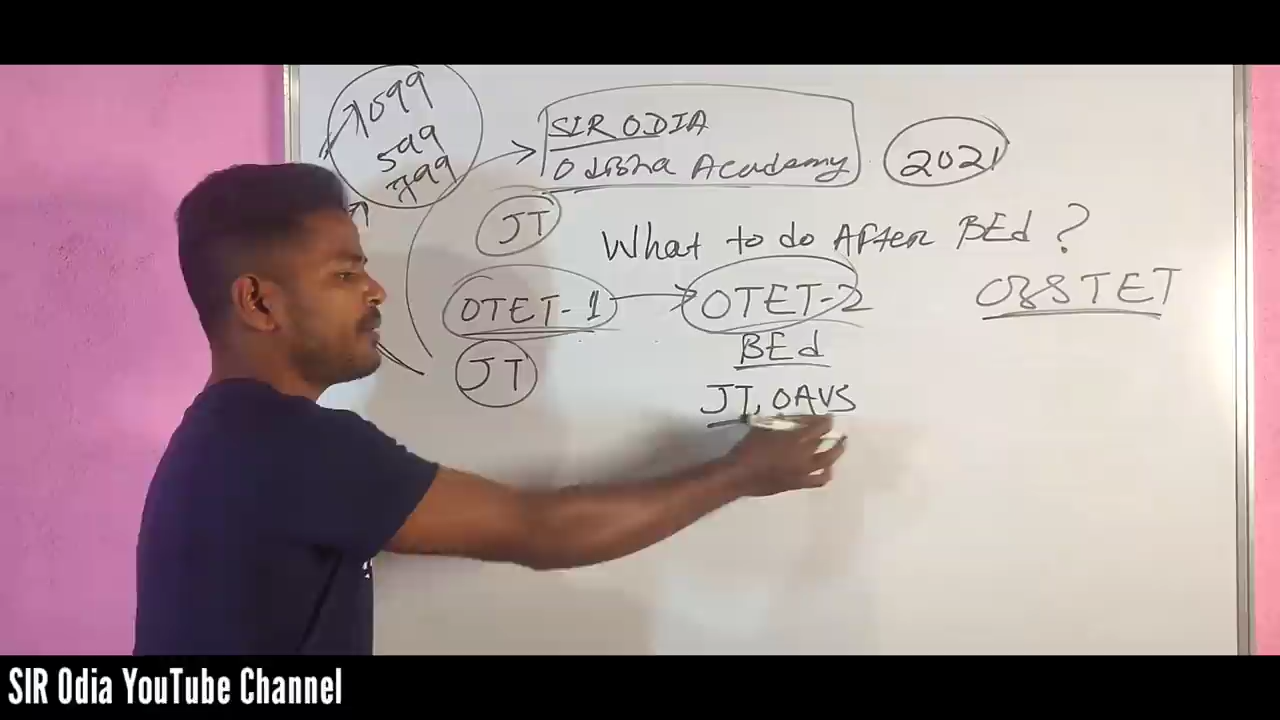 1099
599
799
SIR ODIA
Odisha Academy
2021
JT
What to do After BEd ?
OTET-1
OTET-2
OSSTET
BEd
JT
JT, OAVS
SIR Odia YouTube Channel